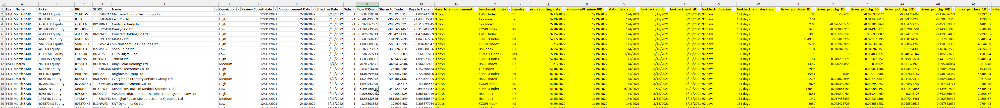 A B C D E F G H I J K L M N O P Q R S T U V W X Y Z AA AB AC
1 Event Name ticker RIC SEDOL Name Conviction Review Cut-off date Announcement Date Effective Date Side Flow US$m Shares to Trade Days to Trade days_to_announcement benchmark_index country exp_reporting_date announceDt_minus30D static_data_st_dt lookback_st_dt lookback_end_dt lookback_duration lookback_end_days_ago ticker_px_close_1D ticker_pct_chg_1D ticker_pct_chg_5D ticker_pct_chg_30D ticker_pct_chg_90D index_px_close_1D index
2 FTSE March SAIR 2314 TT Equity 2314.TW 6588027 Microelectronics Technology Inc Low 12/31/2021 2/18/2022 3/18/2022 1 5.02310538 2303239.113 1.036247398 3 days TWSE Index TT 3/17/2022 1/19/2022 1/4/2021 5/18/2021 8/18/2021 92 days 181 days 60 -0.0625 -0.076923077 -0.214762466 -0.176276771 17997.67
3 FTSE March SAIR 8202 JP Equity 8202.T 6505468 Laox Co Ltd High 12/31/2021 2/18/2022 3/18/2022 -1 -0.489493369 -367759.8873 -1.448575047 3 days TPX Index JP 5/13/2022 1/19/2022 1/4/2021 5/18/2021 8/18/2021 92 days 181 days 151 0.013422819 -0.079268293 -0.090361446 1930.65
4 FTSE March SAIR GOTU US Equity GOTU.N BK1VBN1 Gaotu Techedu Inc High 12/31/2021 2/18/2022 3/18/2022 -1 -5.160967061 -2867203.923 -3.715029345 3 days SPX Index US 2/18/2022 1/19/2022 1/4/2021 5/18/2021 8/18/2021 92 days 181 days 2.05 -0.076576577 -0.033018868 0.164772727 -0.453333333 4401.67
5 FTSE March SAIR 019680 KS Equity 019680.KS 6726418 Daekyo Co Ltd Low 12/31/2021 2/18/2022 3/18/2022 -1 -1.161239625 -380566.1457 -8.318203879 3 days KOSPI Index KS 4/28/2022 1/19/2022 1/4/2021 5/18/2021 8/18/2021 92 days 181 days 3630 -0.022880215 -0.014925373 -0.062015504 -0.143867925 2704.48
6 FTSE March SAIR 4943 TT Equity 4943.TW B6QZ6X5 Concraft Holding Co Ltd High 12/31/2021 2/18/2022 3/18/2022 -1 -0.826626913 -915427.4333 -1.477446669 3 days TWSE Index TT 3/25/2022 1/19/2022 1/4/2021 5/18/2021 8/18/2021 92 days 181 days 30.6 0.037288136 0.06993007 -0.074130106 -0.419354839 17997.67
7 FTSE March SAIR MAST IN Equity MAST.NS 6293172 Mastek Ltd High 12/31/2021 2/18/2022 3/18/2022 1 6.689360711 181995.7695 1.843667256 3 days SENSEX Index IN 5/27/2022 1/19/2022 1/4/2021 5/18/2021 8/18/2021 92 days 181 days 2549.35 -0.05013227 -0.029170395 -0.158144143 -0.17697858 56405.84
8 FTSE March SAIR SNGP PA Equity SUIN.PSX 6857943 Sui Northern Gas Pipelines Ltd High 12/31/2021 2/18/2022 3/18/2022 -1 -1.088889366 -5635395.599 -5.834002547 3 days KSE100 Index PA 3/1/2022 1/19/2022 1/4/2021 5/18/2021 8/18/2021 92 days 181 days 35.03 0.037925926 0.026369763 0.000571265 -0.158337338 45644.09
9 FTSE March SAIR 410 HK Equity 0410.HK B27WLD2 Soho China Ltd Low 12/31/2021 2/18/2022 3/18/2022 -1 -8.366023097 -38372487.35 -7.008508356 3 days HSI Index HK 3/25/2022 1/19/2022 1/4/2021 5/18/2021 8/18/2021 92 days 181 days 1.74 -0.016949153 -0.016949153 0.01754386 -0.163461538 24556.57
10 FTSE March SAIR CTOS MK Equity CTOS.KL BN7GZ51 CTOS Digital Bhd Low 12/31/2021 2/18/2022 3/18/2022 1 6.582257213 15911560.5 2.61817283 3 days FBMKLCI Index MK 2/19/2022 1/19/2022 7/16/2021 7/30/2021 10/30/2021 92 days 108 days 1.78 0 0.034883721 -0.048128342 -0.105527638 1583.84
11 FTSE March SAIR TRID IN Equity TRIE.NS BL0KWD3 Trident Ltd High 12/31/2021 2/18/2022 3/18/2022 1 11.88808081 14534225.45 1.095973687 3 days SENSEX Index IN 5/16/2022 1/19/2022 1/4/2021 5/18/2021 8/18/2021 92 days 181 days 54 -0.049295775 -0.106699752 0.014016316 0.441922563 56405.84
12 HSCEI March 968 HK Equity 0968.HK BGQYNN1 Xinyi Solar Holdings Ltd Medium 12/31/2021 2/18/2022 3/4/2022 1 70.91726571 44594378.04 1.564512181 3 days HSCEI Index HK 3/1/2022 1/19/2022 1/4/2021 5/18/2021 8/18/2021 92 days 181 days 13.52 -0.020289855 0.05625 0.051321928 -0.095046854 8618.48
13 FTSE March SAIR 6787 JP Equity 6787.T 6302454 Meiko Electronics Co Ltd High 12/31/2021 2/18/2022 3/18/2022 1 8.837616436 256860.685 1.152668664 3 days TPX Index JP 5/10/2022 1/19/2022 1/4/2021 5/18/2021 8/18/2021 92 days 181 days 3995 0.039011704 -0.174586777 0.390532544 1930.65
14 FTSE March SAIR BCG IN Equity BRIH.NS B88SZ73 Brightcom Group Ltd High 12/31/2021 2/18/2022 3/18/2022 1 14.04699514 5923467.065 2.722508106 3 days SENSEX Index IN 6/28/2022 1/19/2022 1/4/2021 5/18/2021 8/18/2021 92 days 181 days 150.1 -0.05 -0.100119904 -0.077443147 0.748398369 56405.84
15 HSCEI March 6666 HK Equity 6666.HK BMCW9V1 Evergrande Property Services Group Ltd Medium 12/31/2021 2/18/2022 3/4/2022 -1 -13.29595072 -40816474.87 -1.270527305 3 days HSCEI Index HK 3/16/2022 1/19/2022 1/4/2021 5/18/2021 8/18/2021 92 days 181 days 2.75 -0.024822695 0.037735849 0.011029412 -0.462890625 8618.48
16 FTSE March SAIR 027050 KS Equity 027050.KQ 6194985 Coreana Cosmetics Co Ltd High 12/31/2021 2/18/2022 3/18/2022 -1 -1.090743995 -346115 -4.4104567 3 days KOSPI Index KS 5/16/2022 1/19/2022 1/4/2021 5/18/2021 8/18/2021 92 days 181 days 3825 -0.010349288 -0.027954257 -0.025477707 -0.067073171 2704.48
17 FTSE March SAIR KIMS IN Equity KRII.NS BLD30W4 Krishna Institute of Medical Sciences Ltd Low 12/31/2021 2/18/2022 3/18/2022 1 348120.8735 2.690373457 3 days SENSEX Index IN 5/20/2022 1/19/2022 6/25/2021 7/9/2021 10/9/2021 92 days 129 days 1304.4 -0.048855184 -0.000689497 -0.121409086 0.134507502 56405.84
18 FTSE March SAIR 6068 HK Equity 6068.HK BDQZ7T7 Wisdom Education International Holdings Company Ltd High 12/31/2021 2/18/2022 3/18/2022 -1 -7895808.25 -1.561187079 3 days HSI Index HK 4/28/2022 1/19/2022 1/4/2021 5/18/2021 8/18/2021 92 days 181 days 0.51 -0.019230769 -0.019230769 -0.203125 -0.643356643 24556.57
19 FTSE March SAIR 1385 HK Equity 1385.HK 6280743 Shanghai Fudan Microelectronics Group Co Ltd Medium 12/31/2021 2/18/2022 3/18/2022 1 15.56132546 5819562.549 3.909556527 3 days HSI Index HK 3/16/2022 1/19/2022 1/4/2021 5/18/2021 8/18/2021 92 days 181 days 19.7 -0.017456359 -0.022332506 -0.207243461 0.052350427 24556.57
20 FTSE March SAIR 003570 KS Equity 003570.KS B11NWF3 SNT Dynamics Co Ltd Low 12/31/2021 2/18/2022 3/18/2022 -1 -1.19503862 -172908.682 -7.308677064 3 days KOSPI Index KS 4/29/2022 1/19/2022 1/4/2021 5/18/2021 8/18/2021 92 days 181 days 8050 -0.025423729 -0.023058252 -0.095505618 -0.097533632 2704.48